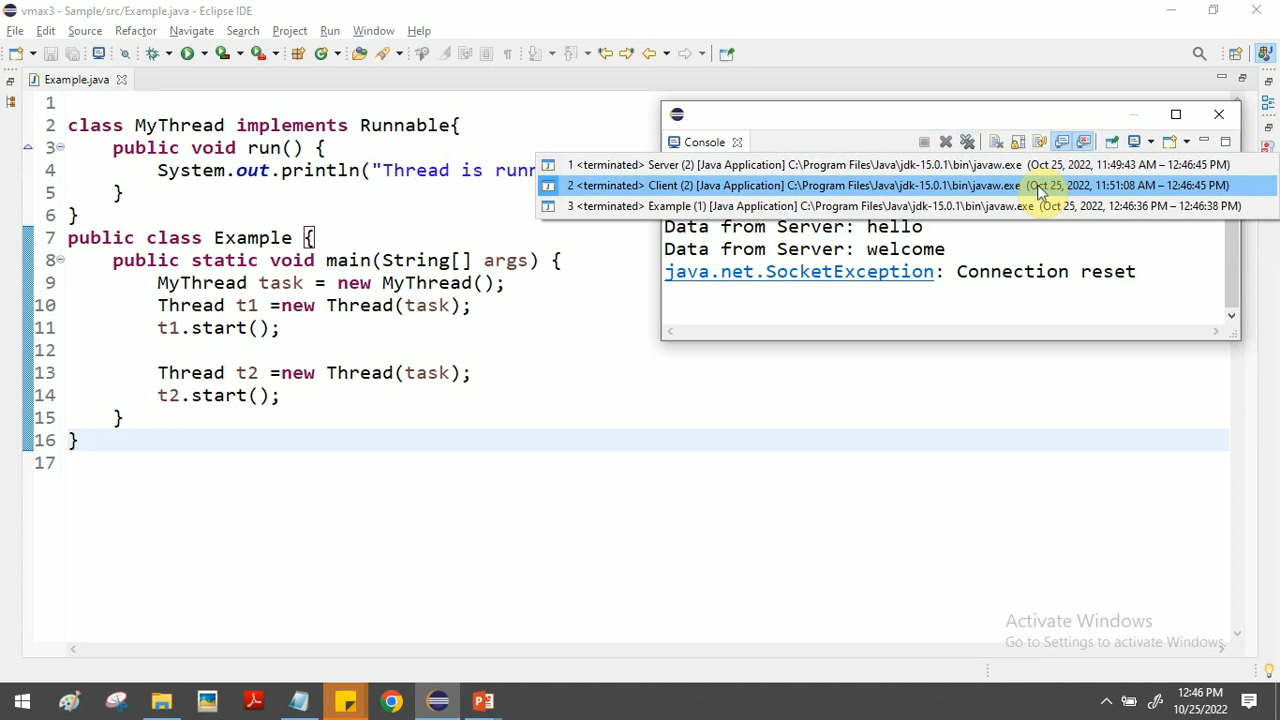 vmax3 - Sample/src/Example.java - Eclipse IDE
File Edit Source Refactor Navigate Search Project Run Window Help
Example.java
Console
1 <terminated> Server (2) [Java Application] C:\Program Files\Java\jdk-15.0.1\bin\javaw.exe (Oct 25, 2022, 11:49:43 AM – 12:46:45 PM)
2 <terminated> Client (2) [Java Application] C:\Program Files\Java\jdk-15.0.1\bin\javaw.exe (Oct 25, 2022, 11:51:08 AM – 12:46:45 PM)
3 <terminated> Example (1) [Java Application] C:\Program Files\Java\jdk-15.0.1\bin\javaw.exe (Oct 25, 2022, 12:46:36 PM – 12:46:38 PM)
Data from Server: hello
Data from Server: welcome
java.net.SocketException: Connection reset
1
2 class MyThread implements Runnable{
3 public void run() {
4 System.out.println("Thread is runn
5 }
6 }
7 public class Example {
8 public static void main(String[] args) {
9 MyThread task = new MyThread();
10 Thread t1 =new Thread(task);
11 t1.start();
12
13 Thread t2 =new Thread(task);
14 t2.start();
15 }
16 }
17
Activate Windows
Go to Settings to activate Windows.
12:46 PM
10/25/2022